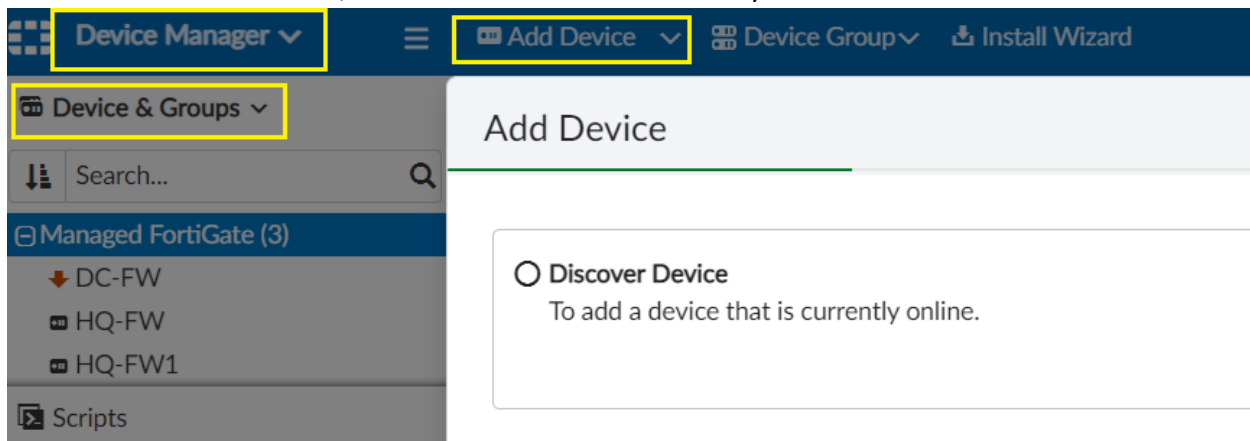 Device Manager
Add Device
Device Group
Install Wizard
Device & Groups
Add Device
Search...
Managed FortiGate (3)
Discover Device
DC-FW
To add a device that is currently online.
HQ-FW
HQ-FW1
Scripts